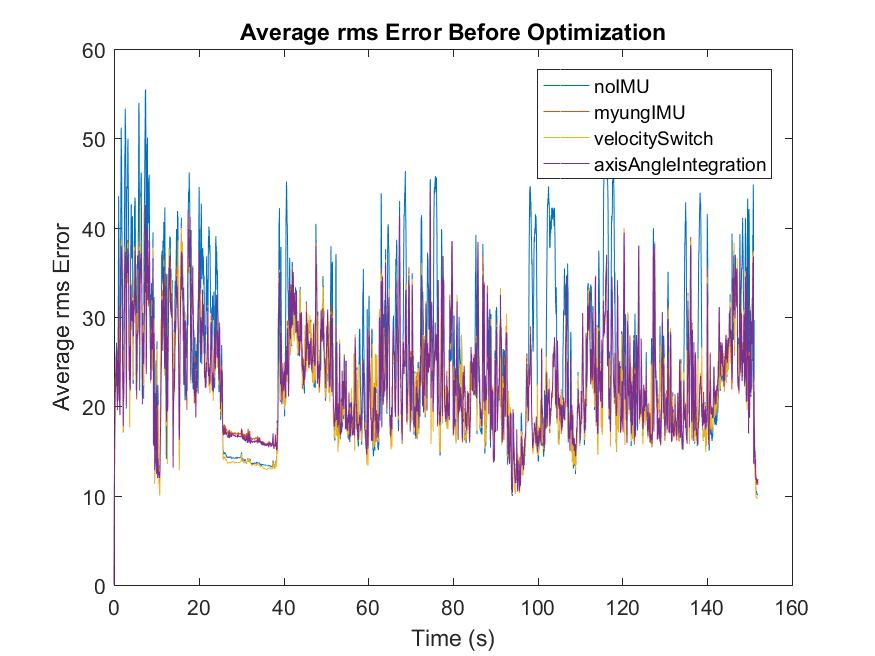 Average rms Error Before Optimization
60
50
40
30
20
10
0
Average rms Error
noIMU
myungIMU
velocitySwitch
axisAngleIntegration
0 20 40 60 80 100 120 140 160
Time (s)